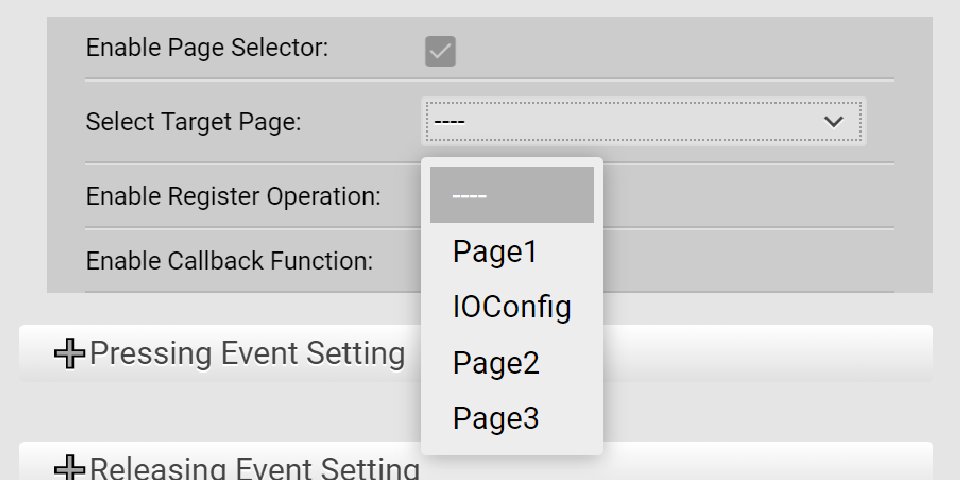 Enable Page Selector:
Select Target Page:
----
----
Enable Register Operation:
Page1
Enable Callback Function:
IOConfig
Pressing Event Setting
Page2
Page3
Releasing Event Setting